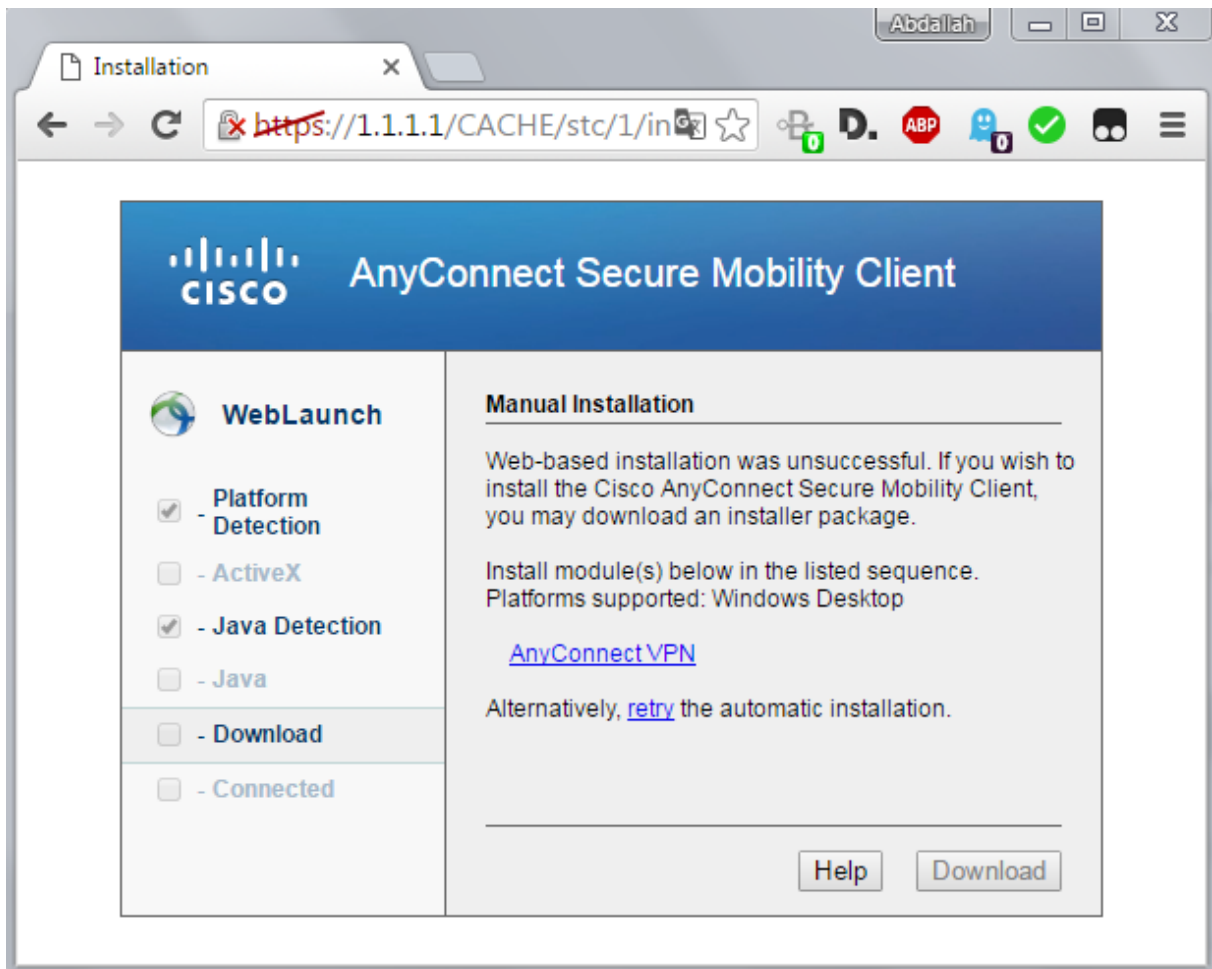 Abdallah
Installation
https://1.1.1.1/CACHE/stc/1/in
0 D. ABP 0
CISCO
AnyConnect Secure Mobility Client
WebLaunch
- Platform
Detection
- ActiveX
- Java Detection
- Java
- Download
- Connected
Manual Installation
Web-based installation was unsuccessful. If you wish to
install the Cisco AnyConnect Secure Mobility Client,
you may download an installer package.
Install module(s) below in the listed sequence.
Platforms supported: Windows Desktop
AnyConnect VPN
Alternatively, retry the automatic installation.
Help
Download